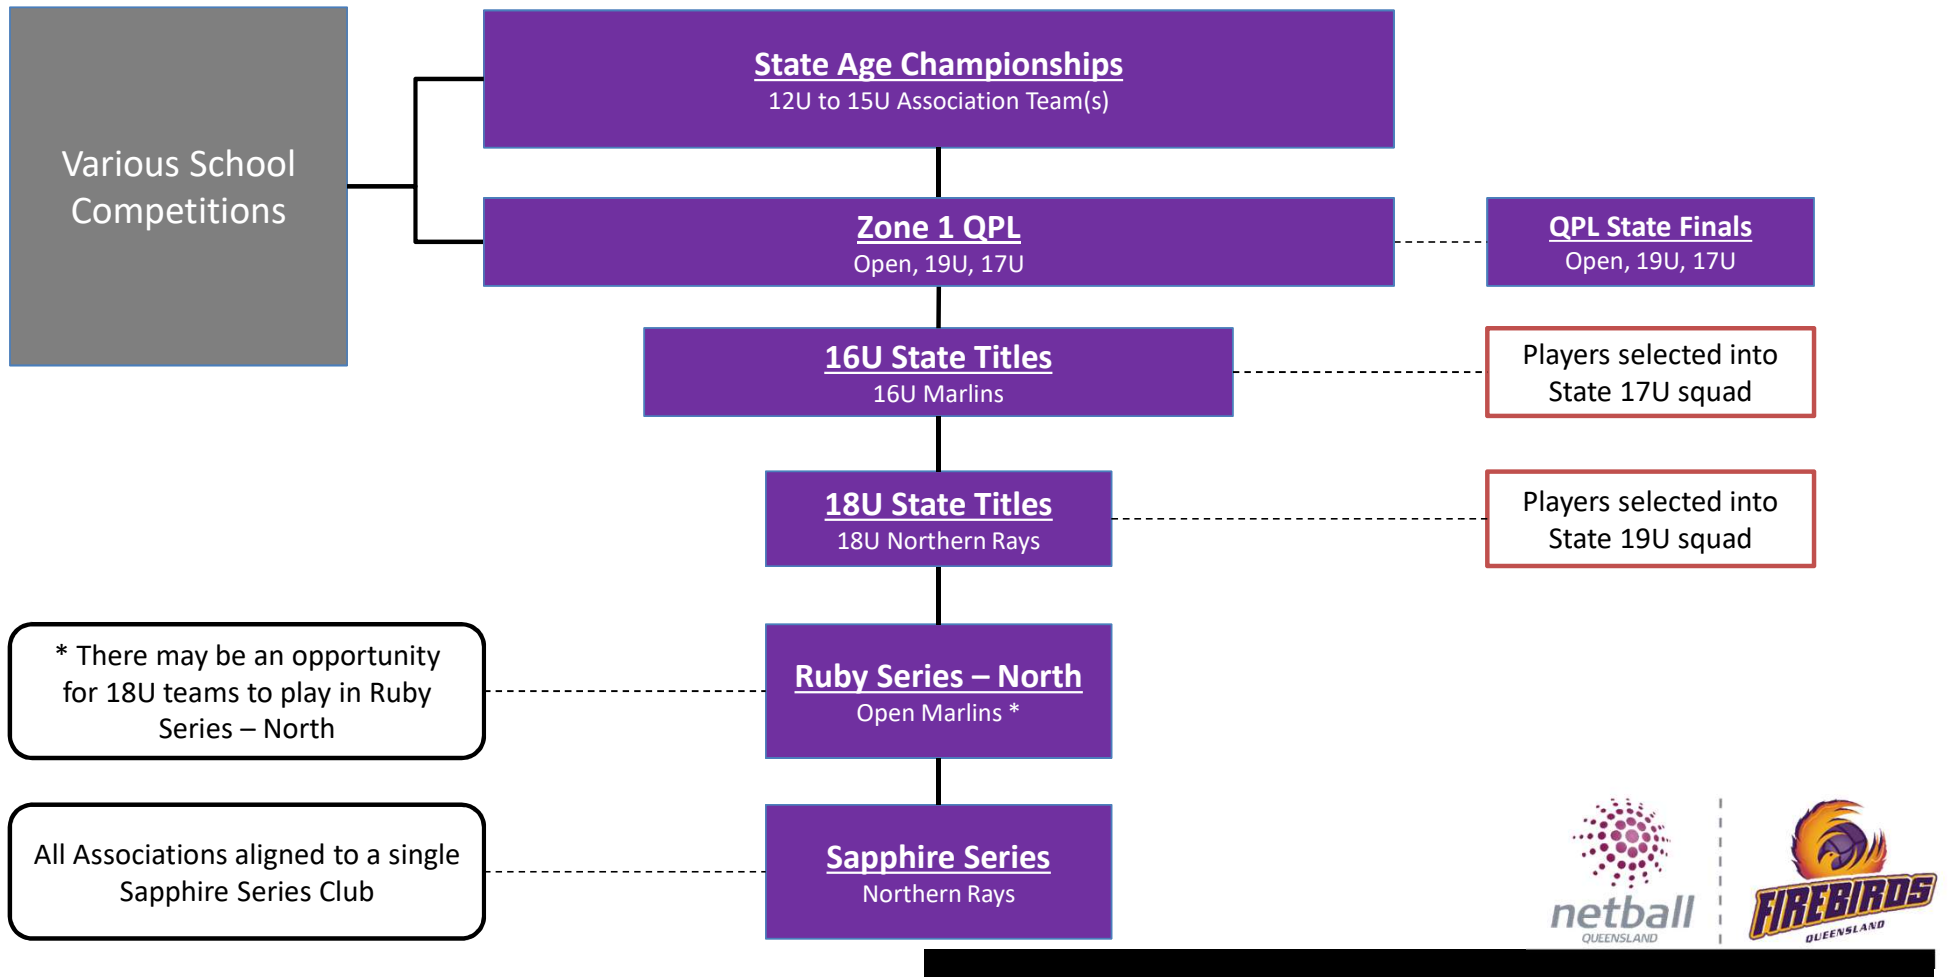 Various School
Competitions
State Age Championships
12U to 15U Association Team(s)
Zone 1 QPL
Open, 19U, 17U
QPL State Finals
Open, 19U, 17U
16U State Titles
16U Marlins
Players selected into
State 17U squad
18U State Titles
18U Northern Rays
Players selected into
State 19U squad
* There may be an opportunity
for 18U teams to play in Ruby
Series – North
Ruby Series – North
Open Marlins *
All Associations aligned to a single
Sapphire Series Club
Sapphire Series
Northern Rays
netball
QUEENSLAND
FIREBIRDS
QUEENSLAND